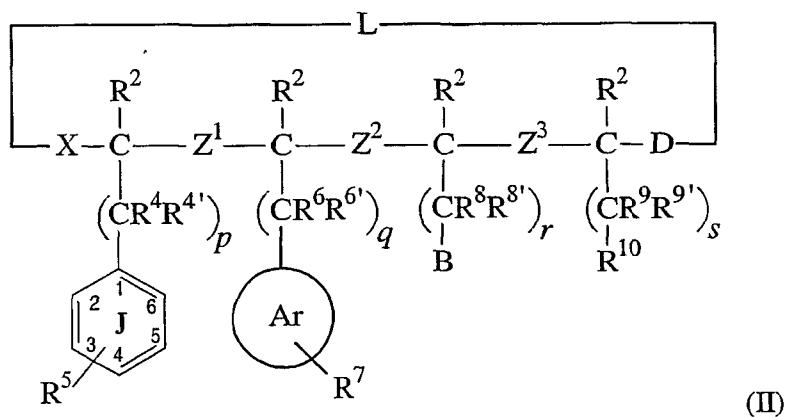 L
R² R² R² R²
X C Z¹ C Z² C Z³ C D
(CR⁴R⁴')p (CR⁶R⁶')q (CR⁸R⁸')r (CR⁹R⁹')s
B R¹⁰
1
2 6
J Ar
3 5
4
R⁵ R⁷
(II)